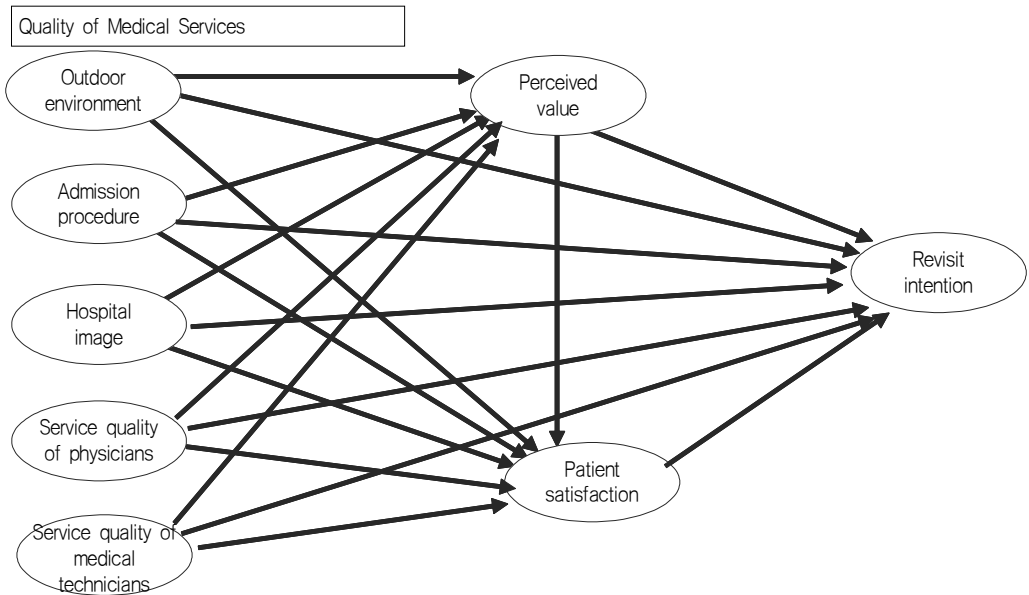 Quality of Medical Services
Outdoor
environment
Perceived
value
Admission
procedure
Revisit
intention
Hospital
image
Service quality
of physicians
Patient
satisfaction
Service quality of
medical
technicians